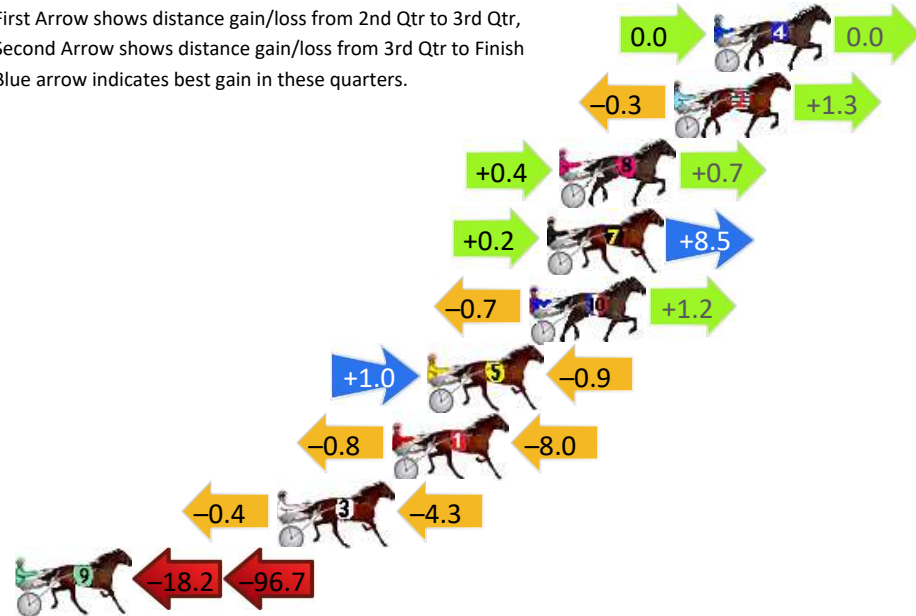 First Arrow shows distance gain/loss from 2nd Qtr to 3rd Qtr,
Second Arrow shows distance gain/loss from 3rd Qtr to Finish
Blue arrow indicates best gain in these quarters.
0.0 4 0.0
–0.3 2 +1.3
+0.4 8 +0.7
+0.2 7 +8.5
–0.7 10 +1.2
+1.0 5 –0.9
–0.8 1 –8.0
–0.4 3 –4.3
9 –18.2 –96.7